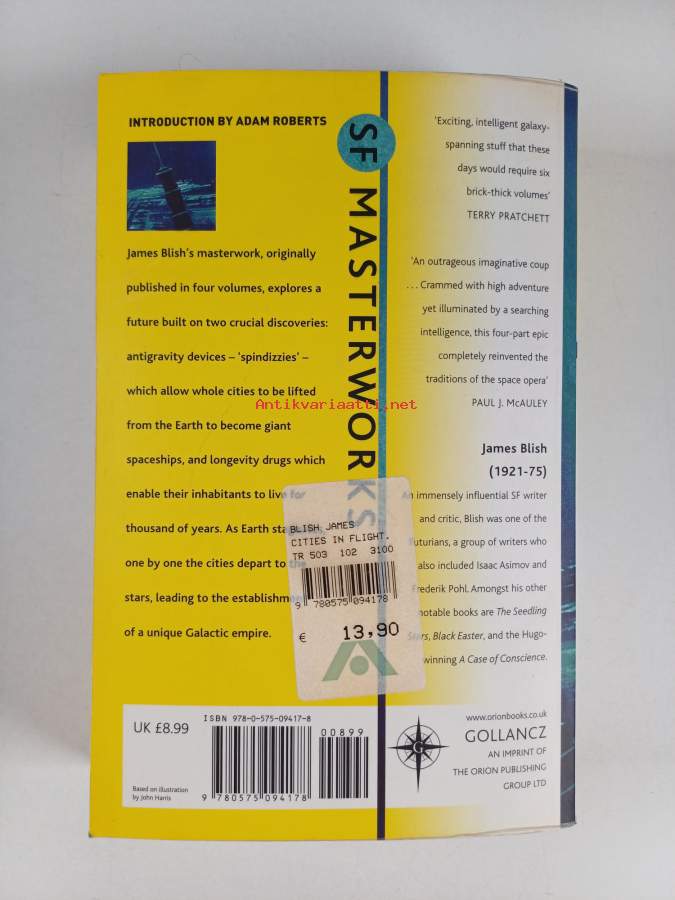 INTRODUCTION BY ADAM ROBERTS
James Blish's masterwork, originally
published in four volumes, explores a
future built on two crucial discoveries:
antigravity devices – 'spindizzies' –
which allow whole cities to be lifted
from the Earth to become giant
spaceships, and longevity drugs which
enable their inhabitants to live for
thousand of years. As Earth
one by one the cities depart to the
stars, leading to the establishment
of a unique Galactic empire.
SF MASTERWORKS
'Exciting, intelligent galaxy-
spanning stuff that these
days would require six
brick-thick volumes'
TERRY PRATCHETT
'An outrageous imaginative coup
... Crammed with high adventure
yet illuminated by a searching
intelligence, this four-part epic
completely reinvented the
traditions of the space opera'
PAUL J. McAULEY
James Blish
(1921-75)
An immensely influential SF writer
and critic, Blish was one of the
Futurians, a group of writers who
also included Isaac Asimov and
Frederik Pohl. Amongst his other
notable books are The Seedling
Stars, Black Easter, and the Hugo-
winning A Case of Conscience.
Antikvariaatti.net
BLISH JAMES
CITIES IN FLIGHT.
TR 503 102 3100
9 780575 094178
€ 13,90
UK £8.99
ISBN 978-0-575-09417-8
00899
9 780575 094178
Based on illustration
by John Harris
G
www.orionbooks.co.uk
GOLLANCZ
AN IMPRINT OF
THE ORION PUBLISHING
GROUP LTD